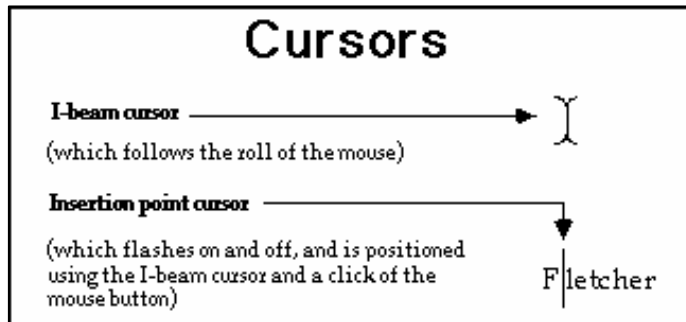 Cursors
I-beam cursor
(which follows the roll of the mouse)
Insertion point cursor
(which flashes on and off, and is positioned
using the I-beam cursor and a click of the
mouse button)
Fletcher